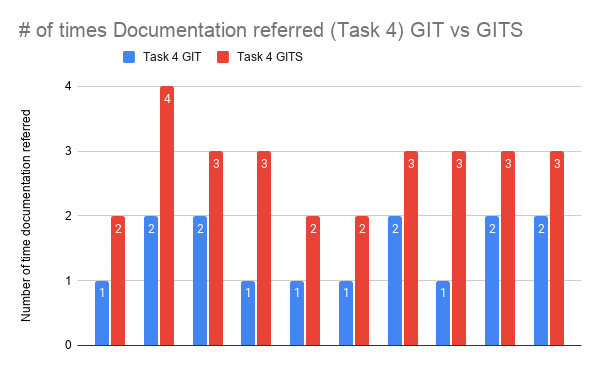 # of times Documentation referred (Task 4) GIT vs GITS
Task 4 GIT Task 4 GITS
Number of time documentation referred
4
3
2
1
0
1 2 2 4 2 3 1 3 1 2 1 2 2 3 1 3 2 3 2 3